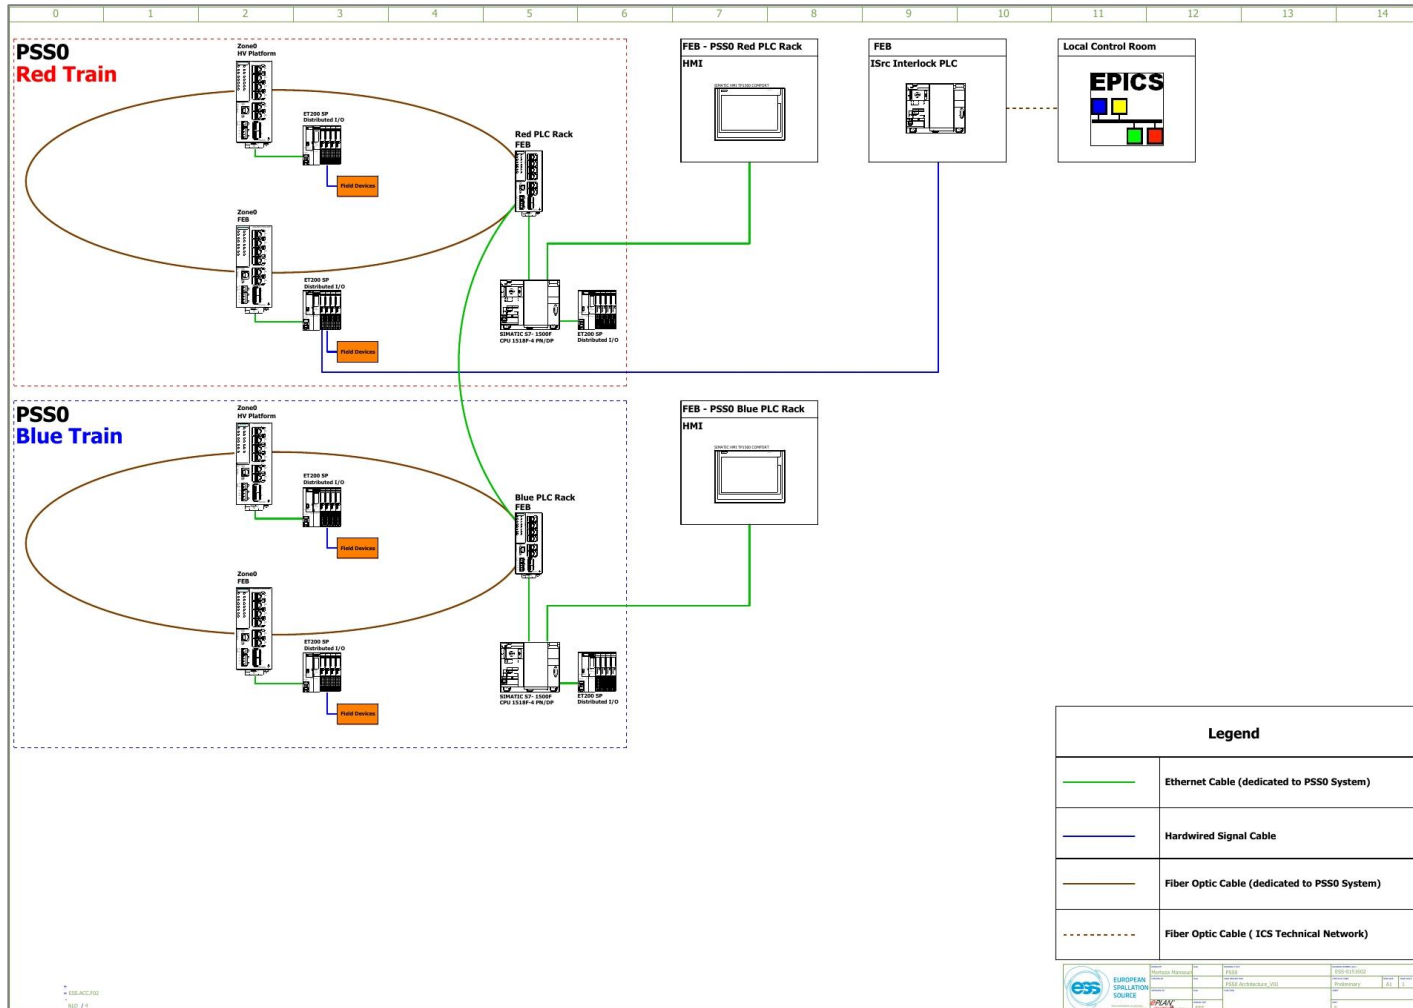 0 1 2 3 4 5 6 7 8 9 10 11 12 13 14
PSS0
Red Train
Zone0
HV Platform
ET200 SP
Distributed I/O
Field Devices
Red PLC Rack
FEB
Zone0
FEB
ET200 SP
Distributed I/O
Field Devices
SIMATIC S7- 1500F
CPU 1518F-4 PN/DP
ET200 SP
Distributed I/O
FEB - PSS0 Red PLC Rack
HMI
FEB
ISrc Interlock PLC
Local Control Room
EPICS
PSS0
Blue Train
Zone0
HV Platform
ET200 SP
Distributed I/O
Field Devices
Blue PLC Rack
FEB
Zone0
FEB
ET200 SP
Distributed I/O
Field Devices
SIMATIC S7- 1500F
CPU 1518F-4 PN/DP
ET200 SP
Distributed I/O
FEB - PSS0 Blue PLC Rack
HMI
Legend
Ethernet Cable (dedicated to PSS0 System)
Hardwired Signal Cable
Fiber Optic Cable (dedicated to PSS0 System)
Fiber Optic Cable ( ICS Technical Network)
ess
EUROPEAN
SPALLATION
SOURCE
PSS0
PSS0 Architecture_V01
Preliminary
A1
1
EPLAN